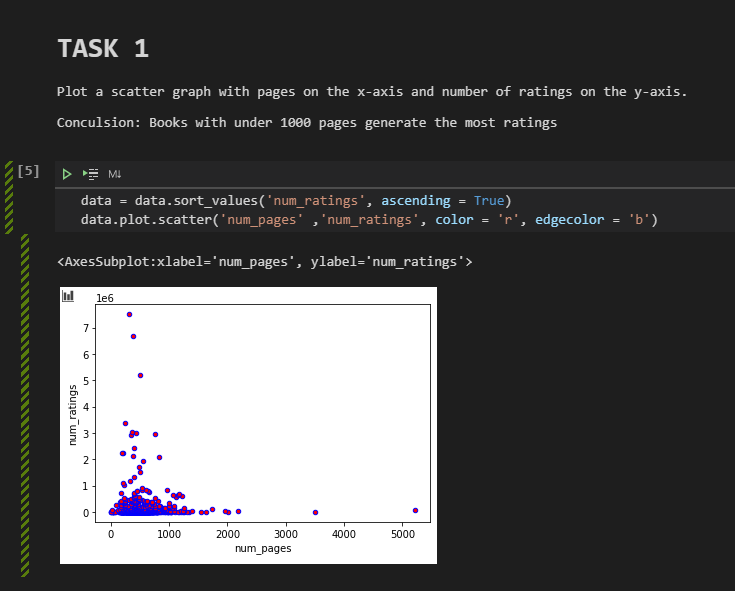 TASK 1
Plot a scatter graph with pages on the x-axis and number of ratings on the y-axis.
Conculsion: Books with under 1000 pages generate the most ratings
[5]
M↓
data = data.sort_values('num_ratings', ascending = True)
data.plot.scatter('num_pages' ,'num_ratings', color = 'r', edgecolor = 'b')
<AxesSubplot:xlabel='num_pages', ylabel='num_ratings'>
1e6
7
6
5
4
3
2
1
0
num_ratings
0 1000 2000 3000 4000 5000
num_pages